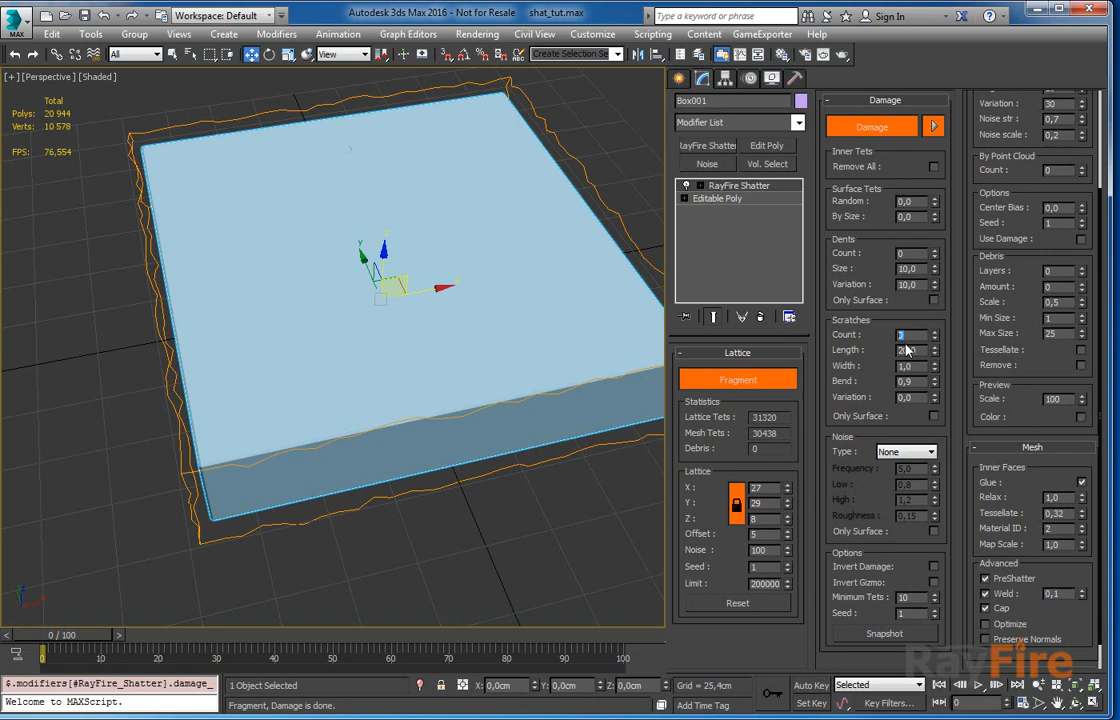 MAX
Workspace: Default
Autodesk 3ds Max 2016 - Not for Resale shat_tut.max
Type a keyword or phrase
Sign In
Edit Tools Group Views Create Modifiers Animation Graph Editors Rendering Civil View Customize Scripting Content GameExporter Help
All
View
Create Selection Se
[+] [Perspective ] [Shaded ]
Total
Polys: 20 944
Verts: 10 578
FPS: 76,554
y
z
Box001
Modifier List
RayFire Shatter Edit Poly
Noise Vol. Select
RayFire Shatter
Editable Poly
Lattice
Fragment
Statistics
Lattice Tets: 31320
Mesh Tets: 30438
Debris: 0
Lattice
X: 27
Y: 29
Z: 8
Offset: 5
Noise: 100
Seed: 1
Limit: 200000
Reset
Damage
Damage
Inner Tets
Remove All:
Surface Tets
Random: 0,0
By Size: 0,0
Dents
Count: 0
Size: 10,0
Variation: 10,0
Only Surface:
Scratches
Count:
Length:
Width: 1,0
Bend: 0,9
Variation: 0,0
Only Surface:
Noise
Type: None
Frequency: 5,0
Low: 0,8
High: 1,2
Roughness: 0,15
Only Surface:
Options
Invert Damage:
Invert Gizmo:
Minimum Tets: 10
Seed: 1
Snapshot
Variation: 30
Noise str: 0,7
Noise scale: 0,2
By Point Cloud
Count: 0
Options
Center Bias: 0,0
Seed: 1
Use Damage:
Debris
Layers: 0
Amount: 0
Scale: 0,5
Min Size: 1
Max Size: 25
Tessellate:
Remove:
Preview
Scale: 100
Color:
Mesh
Inner Faces
Glue:
Relax: 1,0
Tessellate: 0,32
Material ID: 2
Map Scale: 1,0
Advanced
PreShatter
Weld: 0,1
Cap
Optimize
Preserve Normals
RayFire
< 0 / 100 >
0 10 20 30 40 50 60 70 80 90 100
$.modifiers[#RayFire_Shatter].damage_
Welcome to MAXScript.
1 Object Selected
Fragment, Damage is done.
X: 0,0cm Y: 0,0cm Z: 0,0cm Grid = 25,4cm
Add Time Tag
Auto Key Selected
Set Key Key Filters...
0